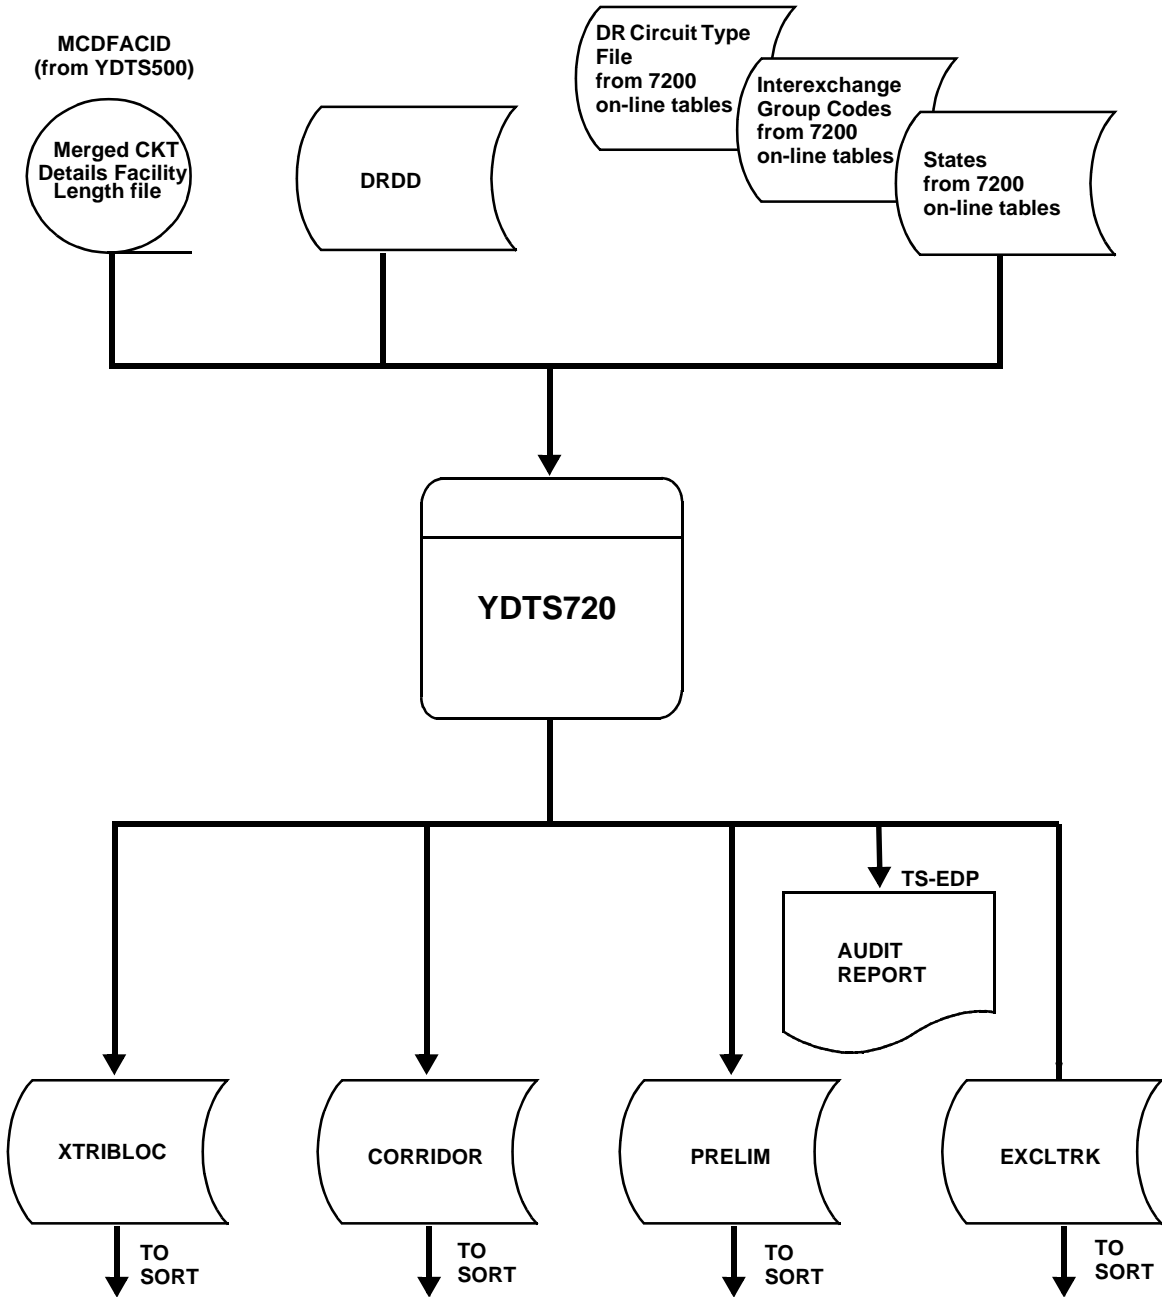 MCDFACID
(from YDTS500)
Merged CKT
Details Facility
Length file
DRDD
DR Circuit Type
File
from 7200
on-line tables
Interexchange
Group Codes
from 7200
on-line tables
States
from 7200
on-line tables
YDTS720
TS-EDP
AUDIT
REPORT
XTRIBLOC
CORRIDOR
PRELIM
EXCLTRK
TO
SORT
TO
SORT
TO
SORT
TO
SORT